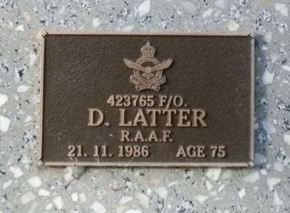 423765 F/O.
D. LATTER
R.A.A.F.
21. 11. 1986 AGE 75